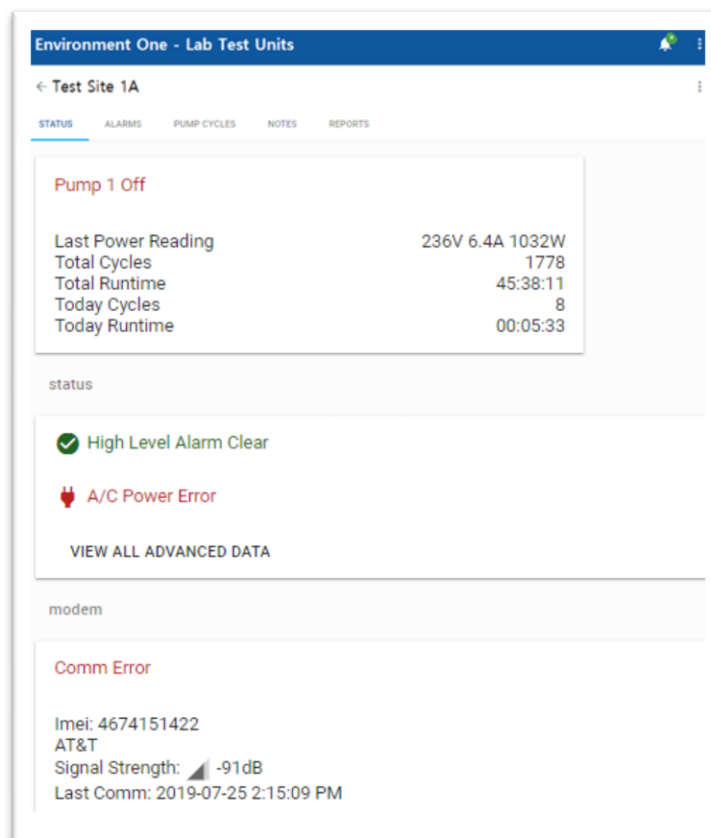 Environment One - Lab Test Units
Test Site 1A
STATUS ALARMS PUMP CYCLES NOTES REPORTS
Pump 1 Off
Last Power Reading 236V 6.4A 1032W
Total Cycles 1778
Total Runtime 45:38:11
Today Cycles 8
Today Runtime 00:05:33
status
High Level Alarm Clear
A/C Power Error
VIEW ALL ADVANCED DATA
modem
Comm Error
Imei: 4674151422
AT&T
Signal Strength: -91dB
Last Comm: 2019-07-25 2:15:09 PM